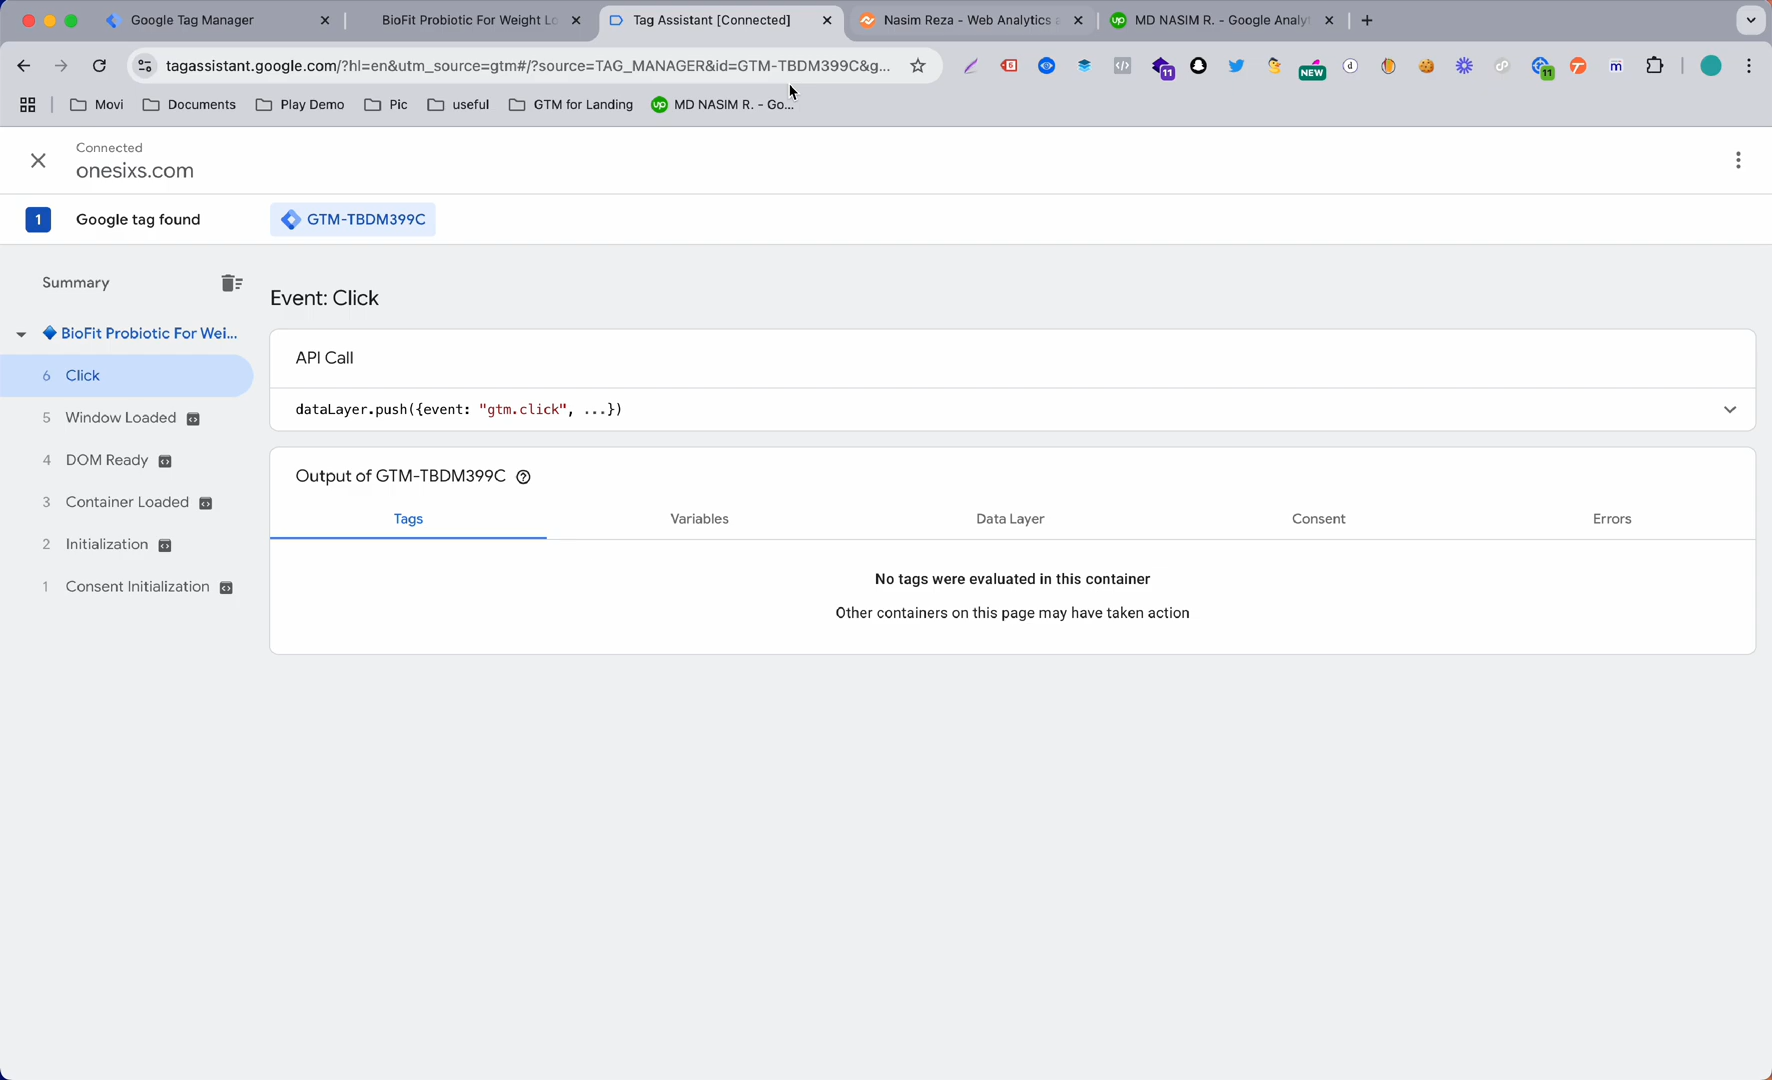 Google Tag Manager
BioFit Probiotic For Weight Lo
Tag Assistant [Connected]
Nasim Reza - Web Analytics a
MD NASIM R. - Google Analyt
tagassistant.google.com/?hl=en&utm_source=gtm#/?source=TAG_MANAGER&id=GTM-TBDM399C&g...
6
11
NEW
11
m
Movi
Documents
Play Demo
Pic
useful
GTM for Landing
up
MD NASIM R. - Go...
Connected
onesixs.com
1
Google tag found
GTM-TBDM399C
Summary
BioFit Probiotic For Wei...
6 Click
5 Window Loaded
4 DOM Ready
3 Container Loaded
2 Initialization
1 Consent Initialization
Event: Click
API Call
dataLayer.push({event: "gtm.click", ...})
Output of GTM-TBDM399C
Tags
Variables
Data Layer
Consent
Errors
No tags were evaluated in this container
Other containers on this page may have taken action